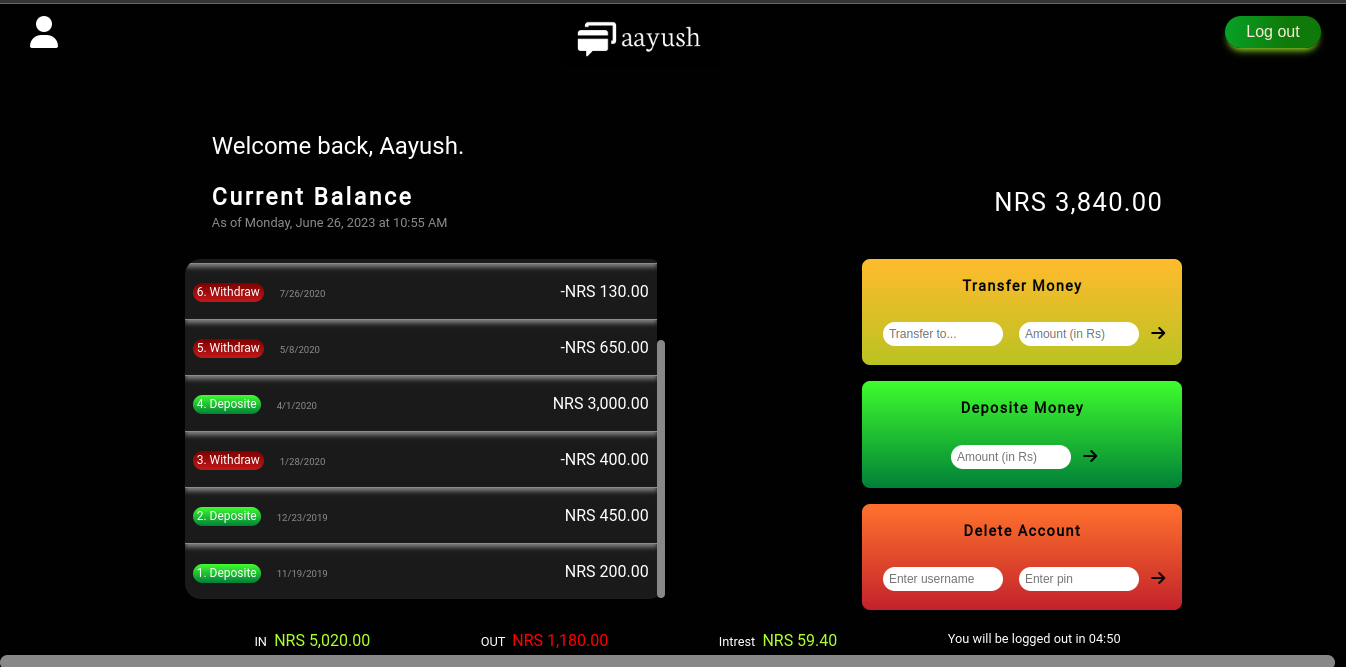 aayush
Log out
Welcome back, Aayush.
Current Balance
As of Monday, June 26, 2023 at 10:55 AM
NRS 3,840.00
6. Withdraw 7/26/2020 -NRS 130.00
5. Withdraw 5/8/2020 -NRS 650.00
4. Deposite 4/1/2020 NRS 3,000.00
3. Withdraw 1/28/2020 -NRS 400.00
2. Deposite 12/23/2019 NRS 450.00
1. Deposite 11/19/2019 NRS 200.00
Transfer Money
Transfer to... Amount (in Rs)
Deposite Money
Amount (in Rs)
Delete Account
Enter username Enter pin
IN NRS 5,020.00 OUT NRS 1,180.00 Intrest NRS 59.40 You will be logged out in 04:50